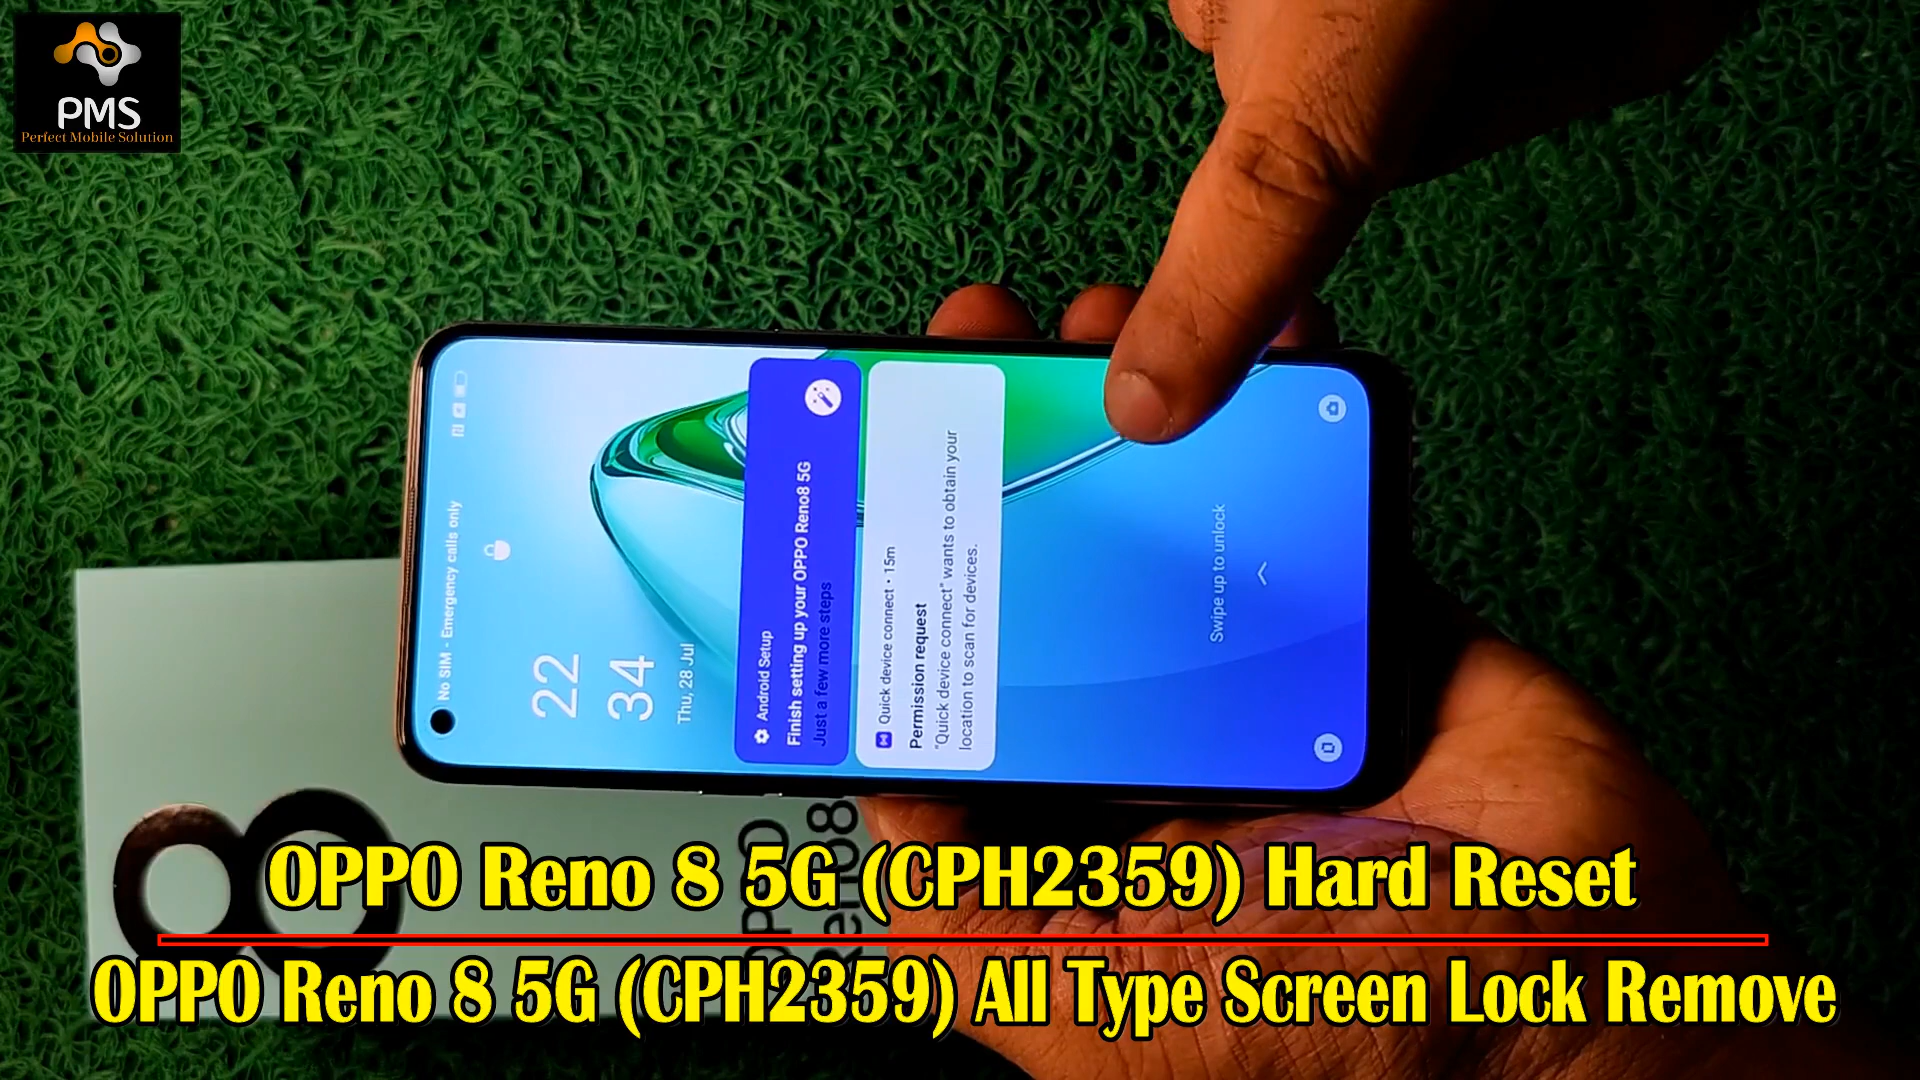 PMS
Perfect Mobile Solution
No SIM - Emergency calls only
22
34
Thu, 28 Jul
Android Setup
Finish setting up your OPPO Reno8 5G
Just a few more steps
Quick device connect • 15m
Permission request
"Quick device connect" wants to obtain your
location to scan for devices.
Swipe up to unlock
8
OPPO
Reno8
OPPO Reno 8 5G (CPH2359) Hard Reset
OPPO Reno 8 5G (CPH2359) All Type Screen Lock Remove